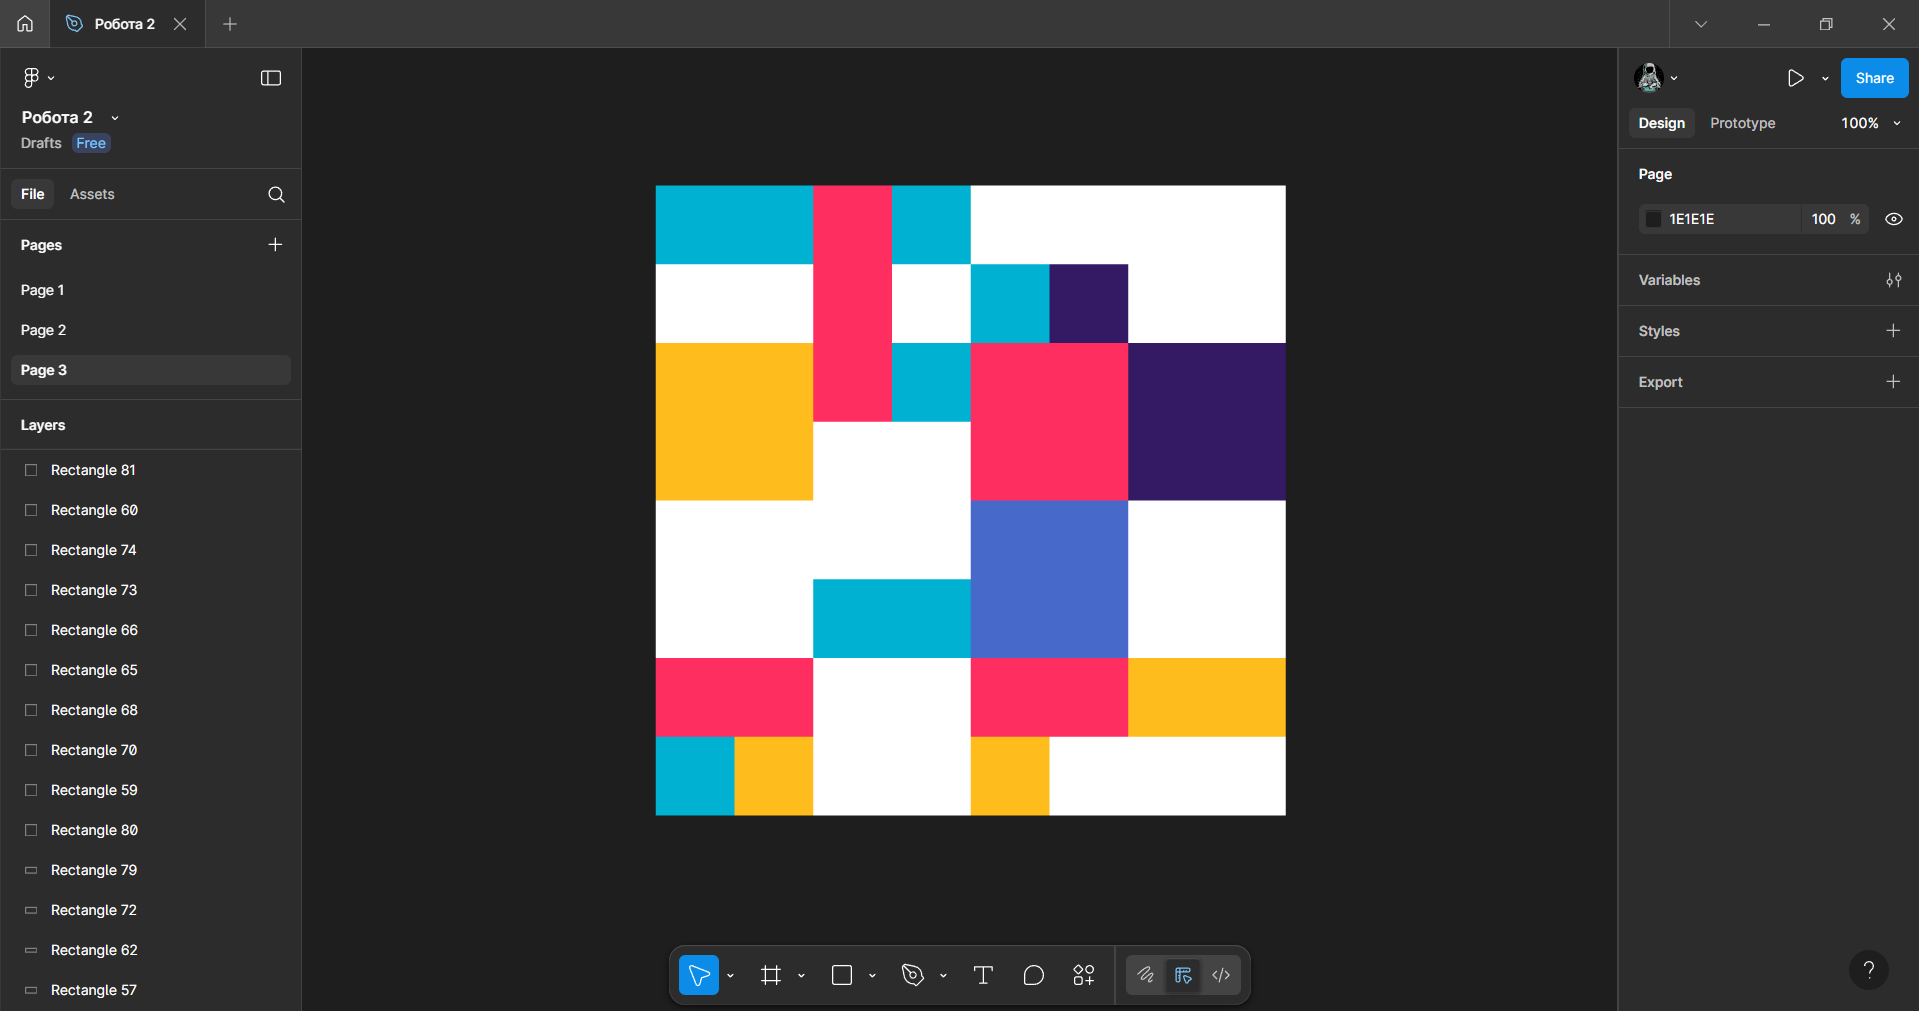 Робота 2
Робота 2
Drafts Free
File Assets
Pages
Page 1
Page 2
Page 3
Layers
Rectangle 81
Rectangle 60
Rectangle 74
Rectangle 73
Rectangle 66
Rectangle 65
Rectangle 68
Rectangle 70
Rectangle 59
Rectangle 80
Rectangle 79
Rectangle 72
Rectangle 62
Rectangle 57
Share
Design Prototype 100%
Page
1E1E1E 100 %
Variables
Styles
Export
?